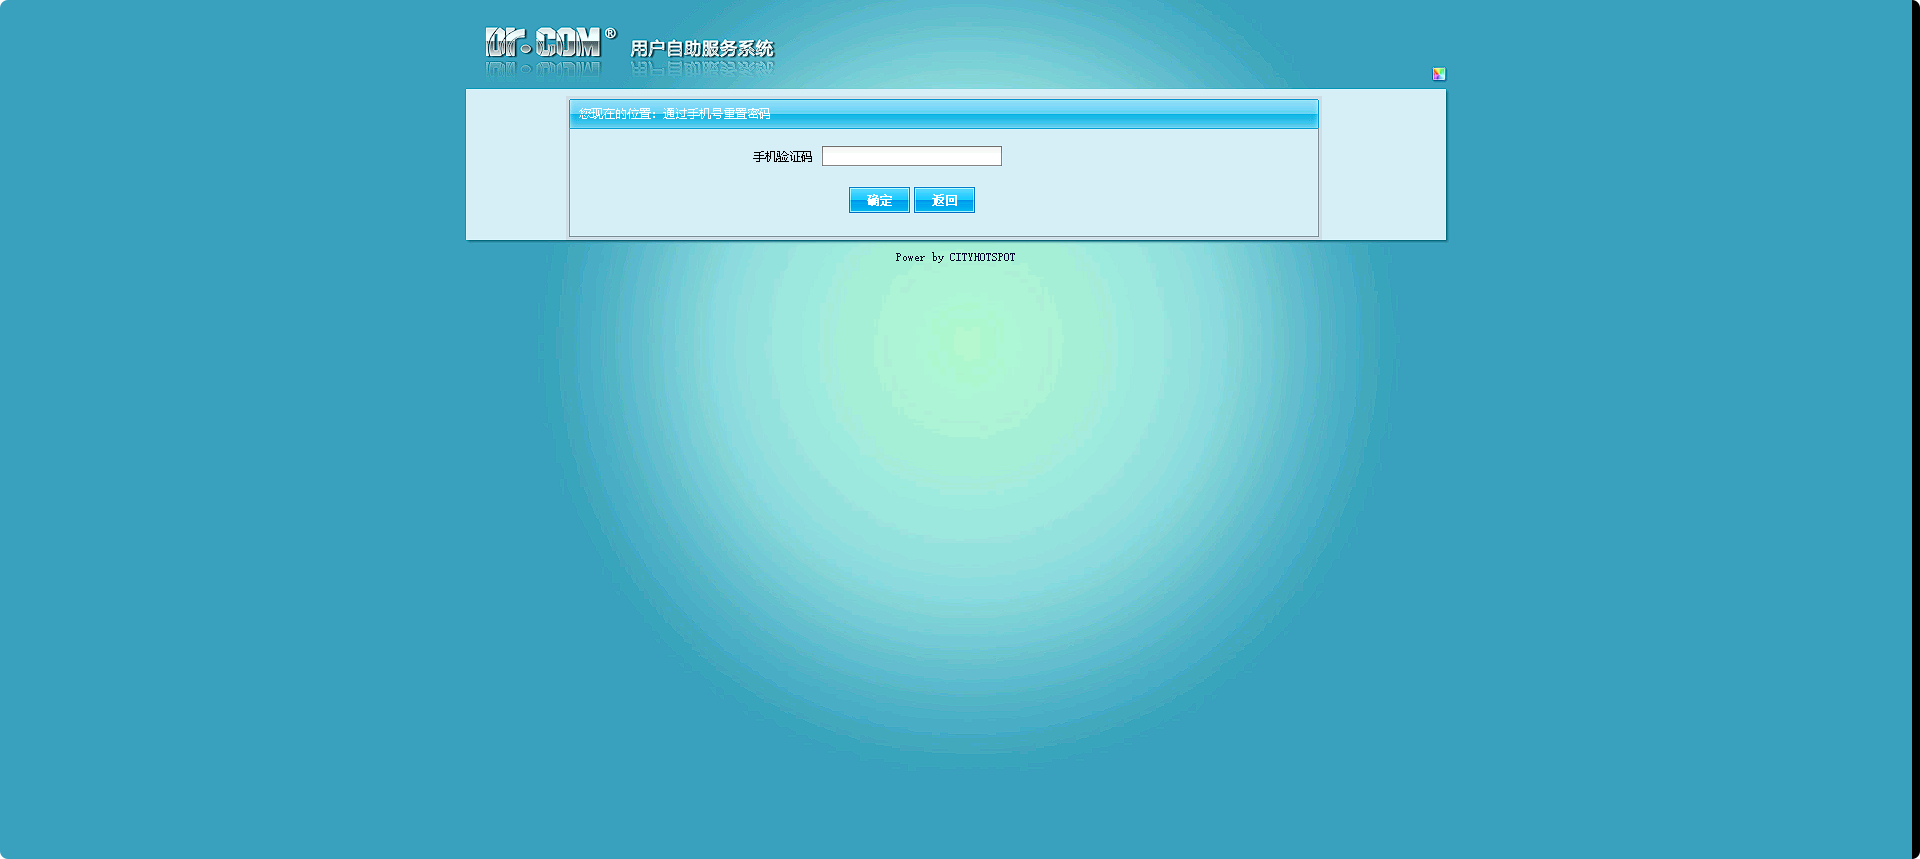 Dr.COM® 用户自助服务系统
您现在的位置：通过手机号重置密码
手机验证码
确定 返回
Power by CITYHOTSPOT